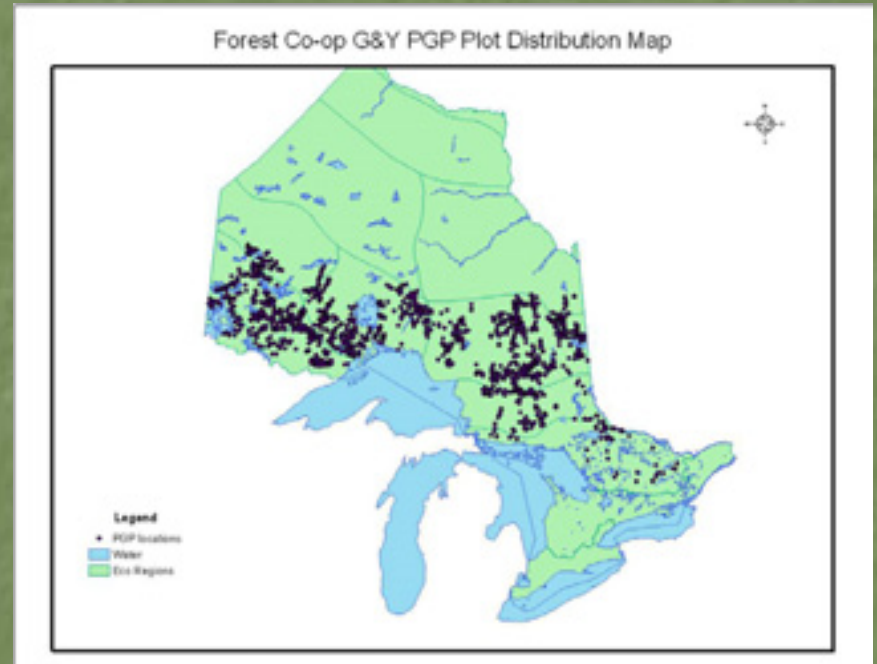 Forest Co-op G&Y PGP Plot Distribution Map
Legend
PGP locations
Water
Eco Regions